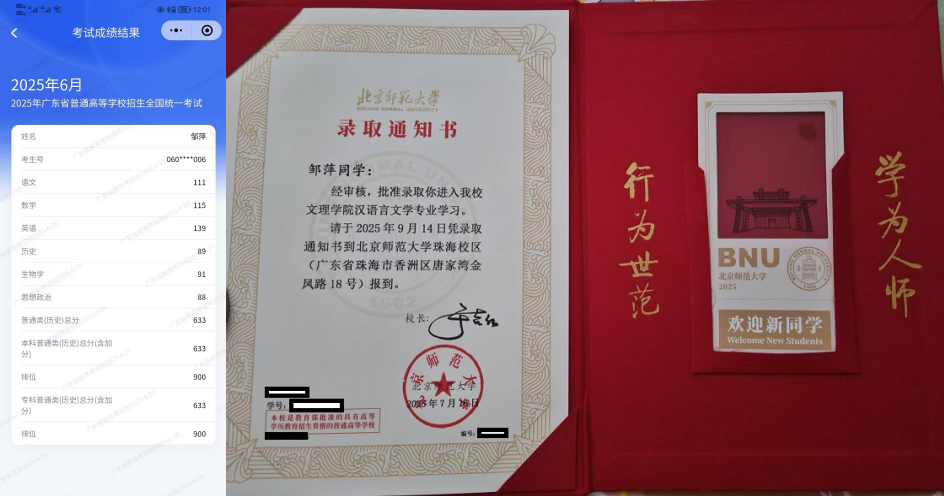 12:01
考试成绩结果
2025年6月
2025年广东省普通高等学校招生全国统一考试
姓名 邹萍
考生号 060****006
语文 111
数学 115
英语 139
历史 89
生物学 91
思想政治 88
普通类(历史)总分 633
本科普通类(历史)总分(含加
分) 633
排位 900
专科普通类(历史)总分(含加
分) 633
排位 900
北京师范大学
BEIJING NORMAL UNIVERSITY
录取通知书
邹萍同学：
经审核，批准录取你进入我校
文理学院汉语言文学专业学习。
请于 2025 年 9 月 14 日凭录取
通知书到北京师范大学珠海校区
（广东省珠海市香洲区唐家湾金
凤路 18 号）报到。
1902
校长：
北京师范大学
2025年7月18日
学号：
本校是教育部批准的具有高等
学历教育招生资格的普通高等学校
编号：
行为世范
BNU
北京师范大学
2025
欢迎新同学
Welcome New Students
学为人师